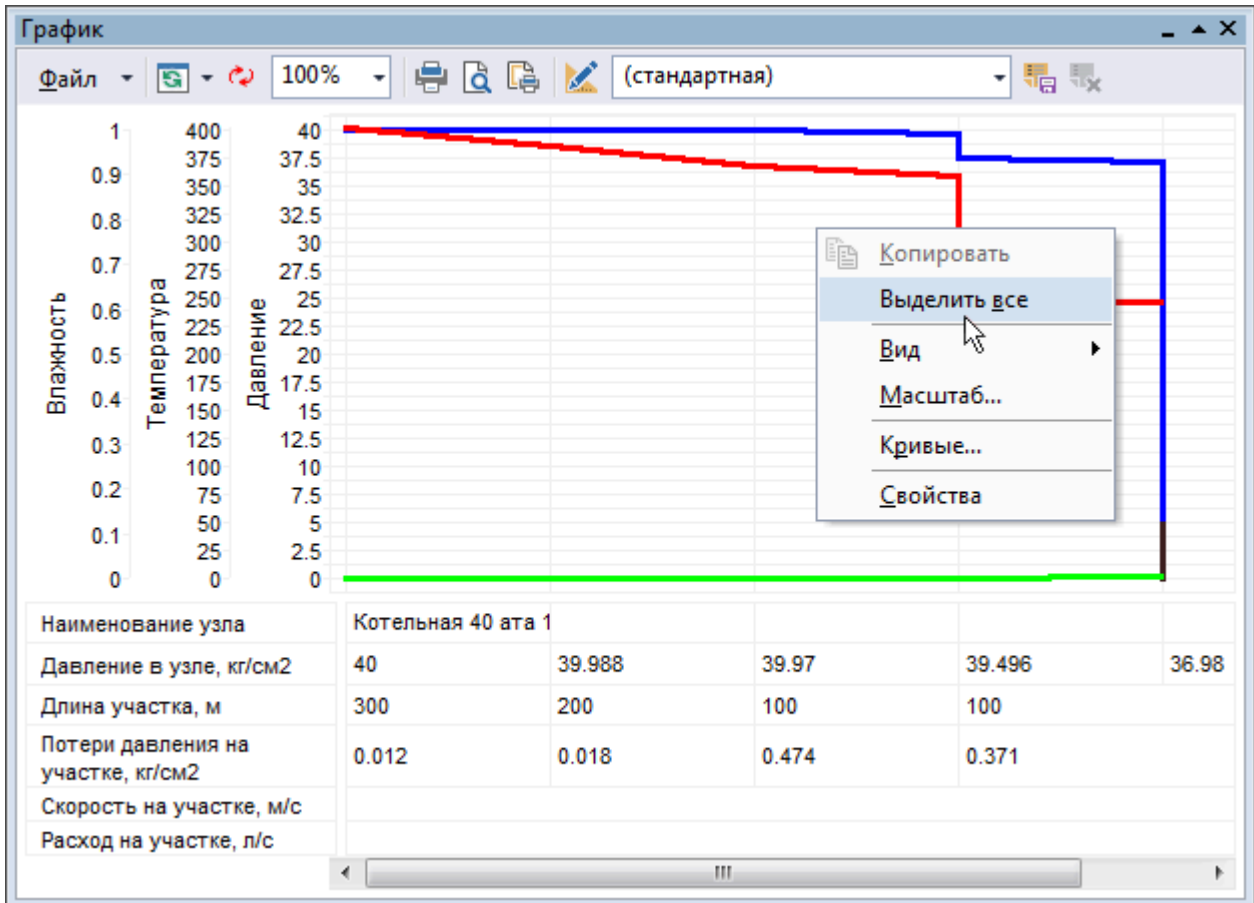 График
Файл 100% (стандартная)
1 400 40
375 37.5
0.9
350 35
0.8 325 32.5
300 30
0.7 275 27.5
0.6 250 25
225 22.5
0.5 200 20
175 17.5
0.4 150 15
0.3 125 12.5
100 10
0.2 75 7.5
50 5
0.1
25 2.5
0 0 0
Влажность
Температура
Давление
Копировать
Выделить все
Вид
Масштаб...
Кривые...
Свойства
Наименование узла Котельная 40 ата 1
Давление в узле, кг/см2 40 39.988 39.97 39.496 36.98
Длина участка, м 300 200 100 100
Потери давления на
участке, кг/см2 0.012 0.018 0.474 0.371
Скорость на участке, м/с
Расход на участке, л/с